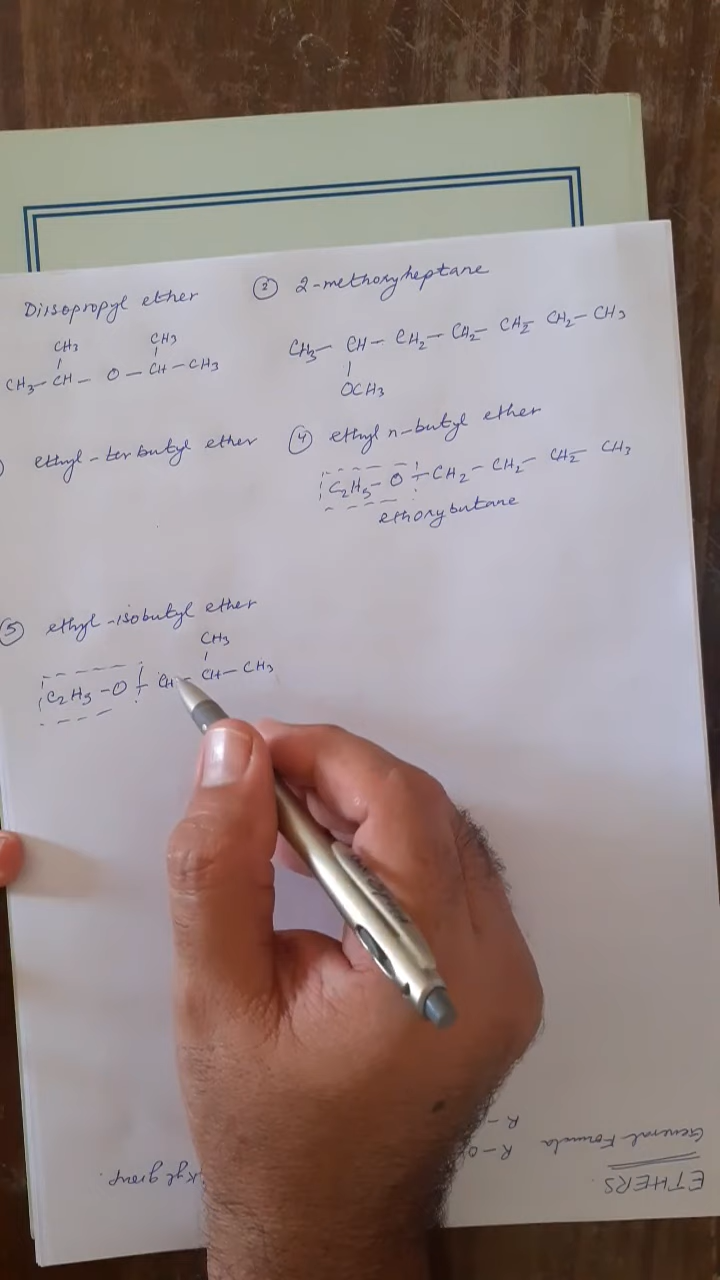 Diisopropyl ether
CH3 CH3
CH3 – CH – O – CH – CH3
② 2-methoxyheptane
CH3 – CH – CH2 – CH2 – CH2 CH2 – CH3
OCH3
ethyl-ter butyl ether
④ ethyl n-butyl ether
C2H5 – O – CH2 – CH2 – CH2 CH3
ethoxybutane
⑤ ethyl-isobutyl ether
CH3
C2H5 – O – CH – CH – CH3
ETHERS.
General Formula R –
R – O
kyl group.